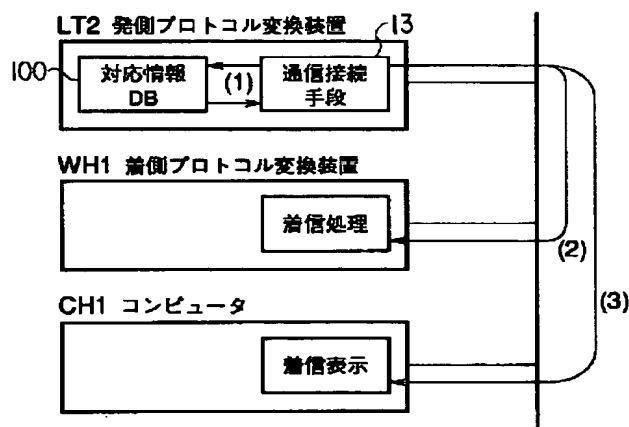 LT2 発側プロトコル変換装置
13
100
対応情報
DB
(1)
通信接続
手段
WH1 着側プロトコル変換装置
着信処理
(2)
(3)
CH1 コンピュータ
着信表示